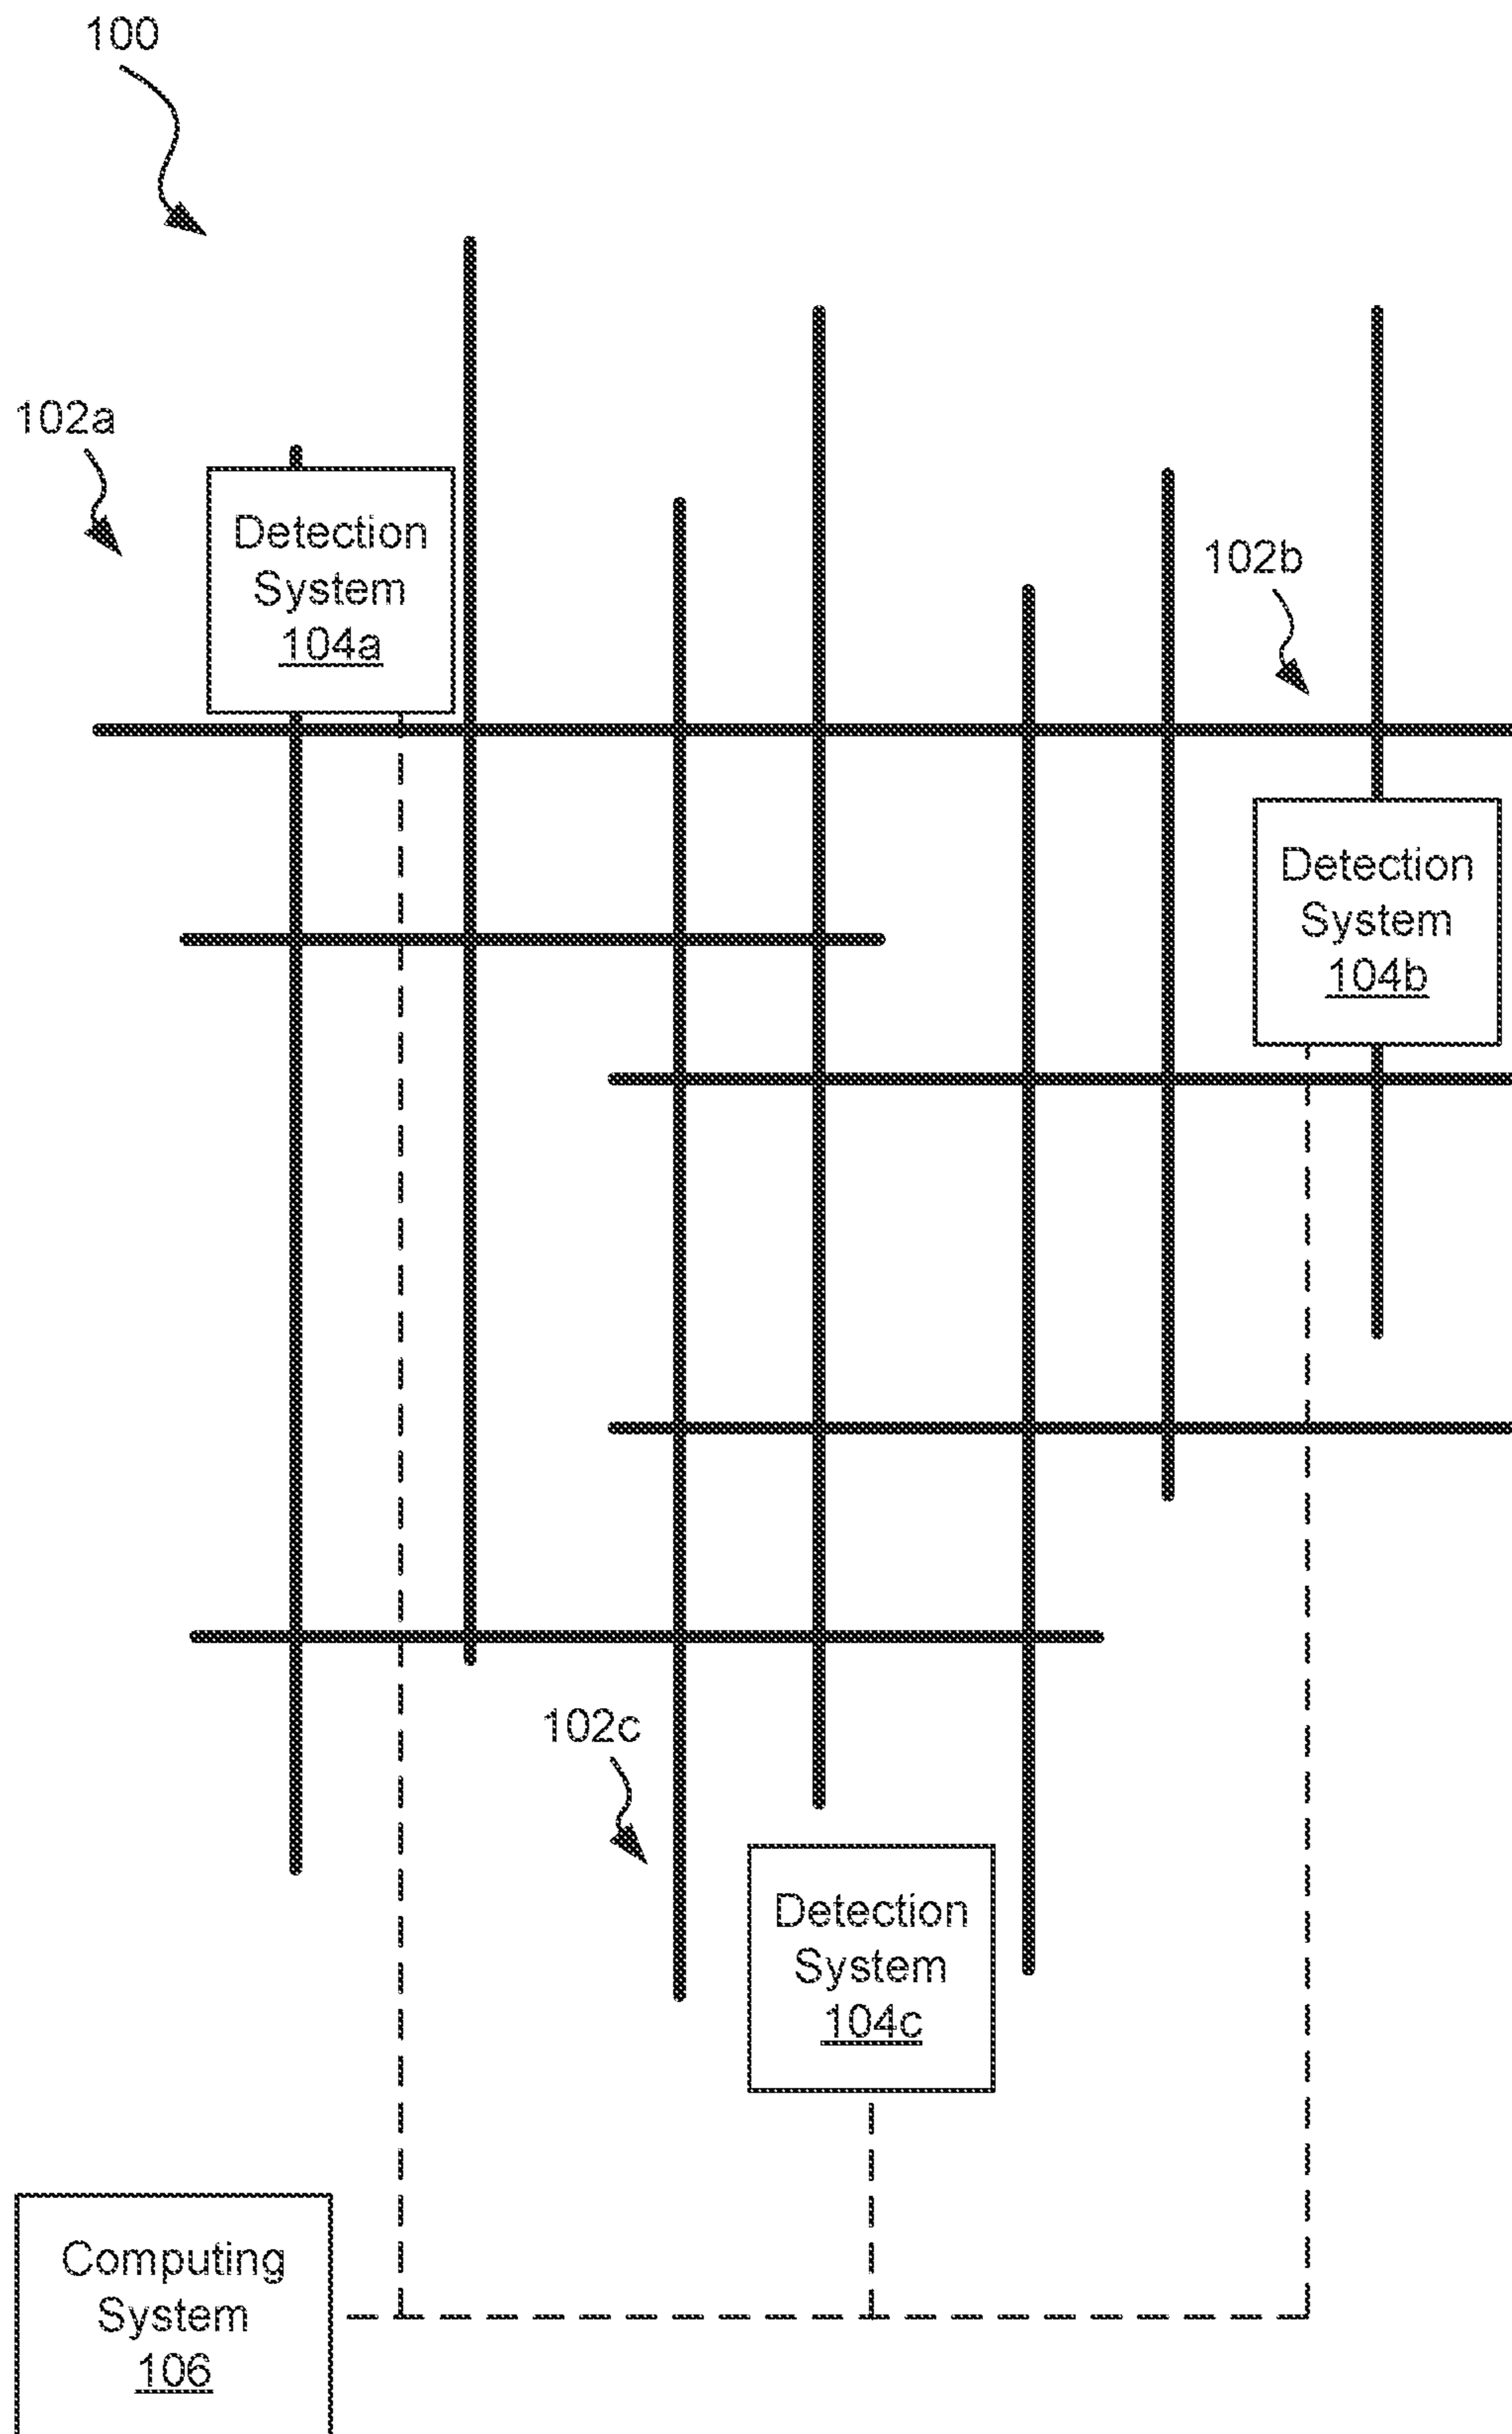 100
102a
Detection
System
104a
102b
Detection
System
104b
102c
Detection
System
104c
Computing
System
106